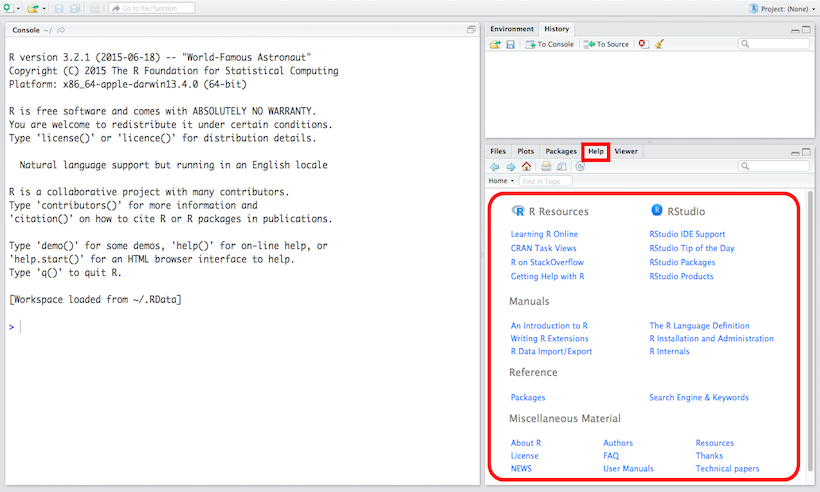 Go to file/function
Project: (None)
Console ~/
R version 3.2.1 (2015-06-18) -- "World-Famous Astronaut"
Copyright (C) 2015 The R Foundation for Statistical Computing
Platform: x86_64-apple-darwin13.4.0 (64-bit)
R is free software and comes with ABSOLUTELY NO WARRANTY.
You are welcome to redistribute it under certain conditions.
Type 'license()' or 'licence()' for distribution details.
Natural language support but running in an English locale
R is a collaborative project with many contributors.
Type 'contributors()' for more information and
'citation()' on how to cite R or R packages in publications.
Type 'demo()' for some demos, 'help()' for on-line help, or
'help.start()' for an HTML browser interface to help.
Type 'q()' to quit R.
[Workspace loaded from ~/.RData]
>
Environment History
To Console To Source
Files Plots Packages Help Viewer
Home Find in Topic
R Resources RStudio
Learning R Online RStudio IDE Support
CRAN Task Views RStudio Tip of the Day
R on StackOverflow RStudio Packages
Getting Help with R RStudio Products
Manuals
An Introduction to R The R Language Definition
Writing R Extensions R Installation and Administration
R Data Import/Export R Internals
Reference
Packages Search Engine & Keywords
Miscellaneous Material
About R Authors Resources
License FAQ Thanks
NEWS User Manuals Technical papers